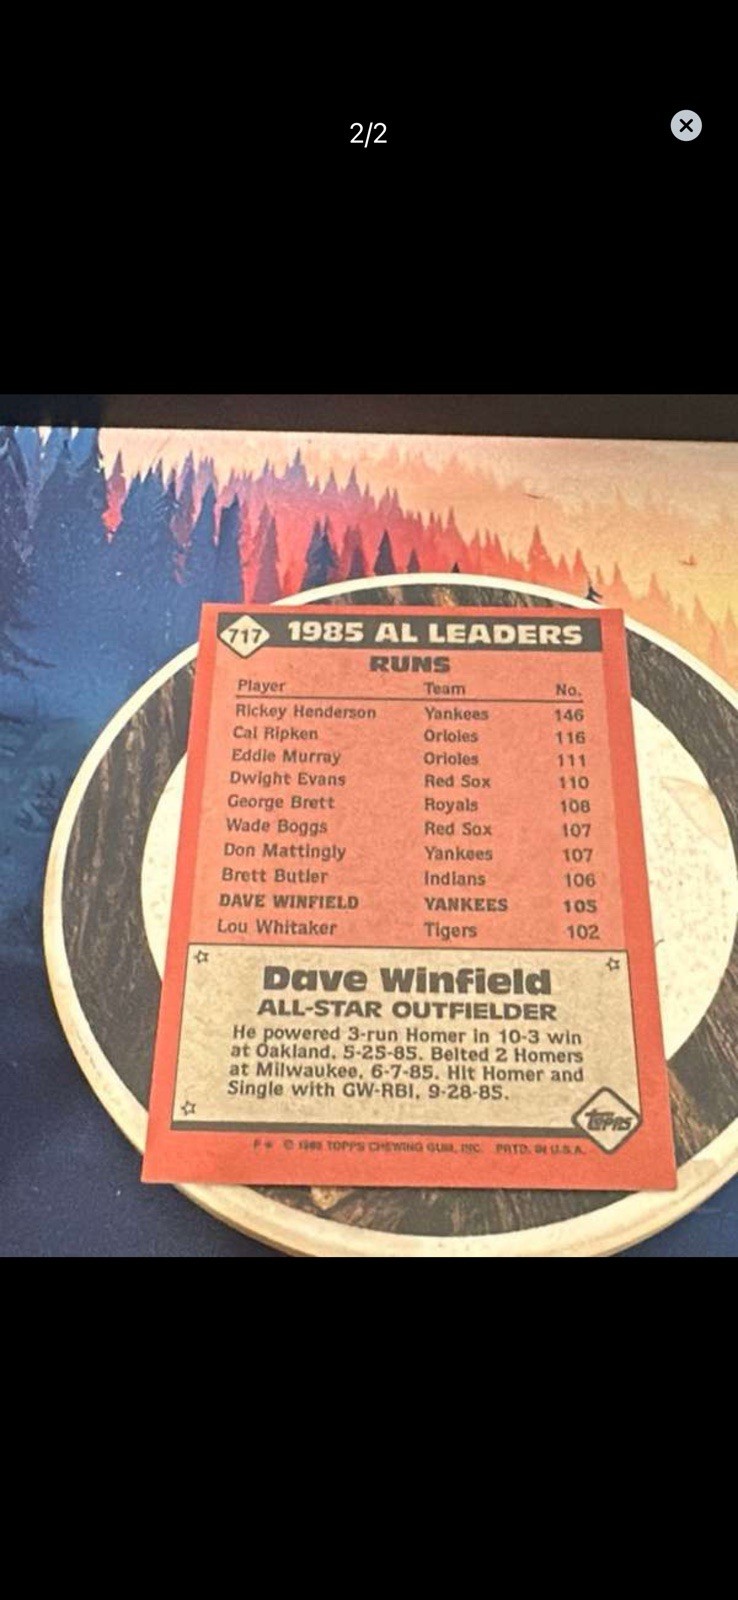 2/2
717 1985 AL LEADERS
RUNS
Player Team No.
Rickey Henderson Yankees 146
Cal Ripken Orioles 116
Eddie Murray Orioles 111
Dwight Evans Red Sox 110
George Brett Royals 108
Wade Boggs Red Sox 107
Don Mattingly Yankees 107
Brett Butler Indians 106
DAVE WINFIELD YANKEES 105
Lou Whitaker Tigers 102
Dave Winfield
ALL-STAR OUTFIELDER
He powered 3-run Homer in 10-3 win
at Oakland, 5-25-85. Belted 2 Homers
at Milwaukee, 6-7-85. Hit Homer and
Single with GW-RBI, 9-28-85.
TOPPS
© 1986 TOPPS CHEWING GUM, INC. PRTD. IN U.S.A.